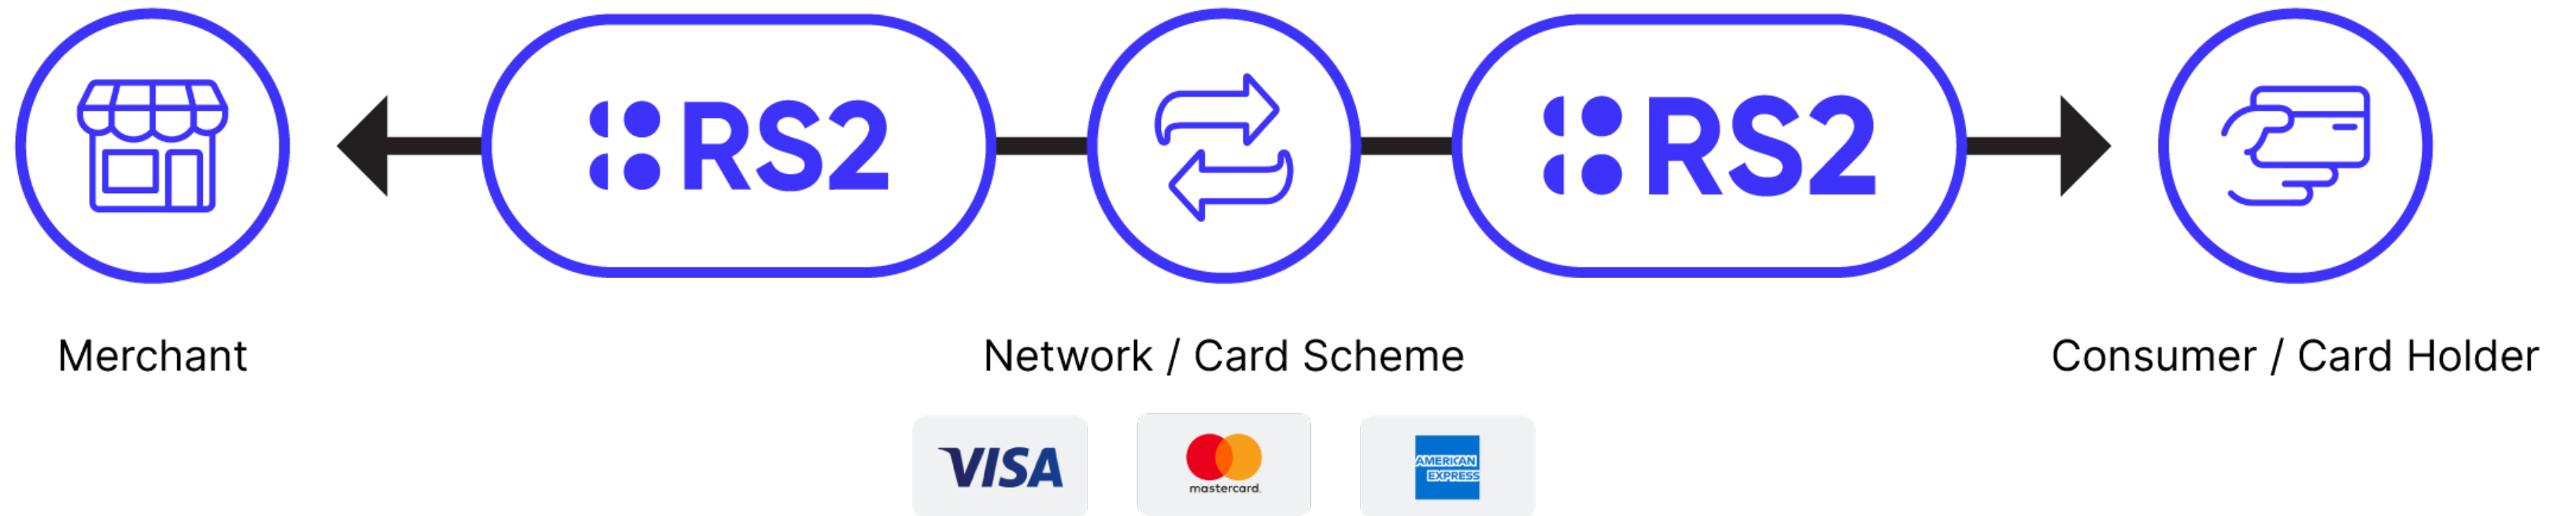 RS2
RS2
Merchant
Network / Card Scheme
Consumer / Card Holder
VISA
mastercard.
AMERICAN
EXPRESS